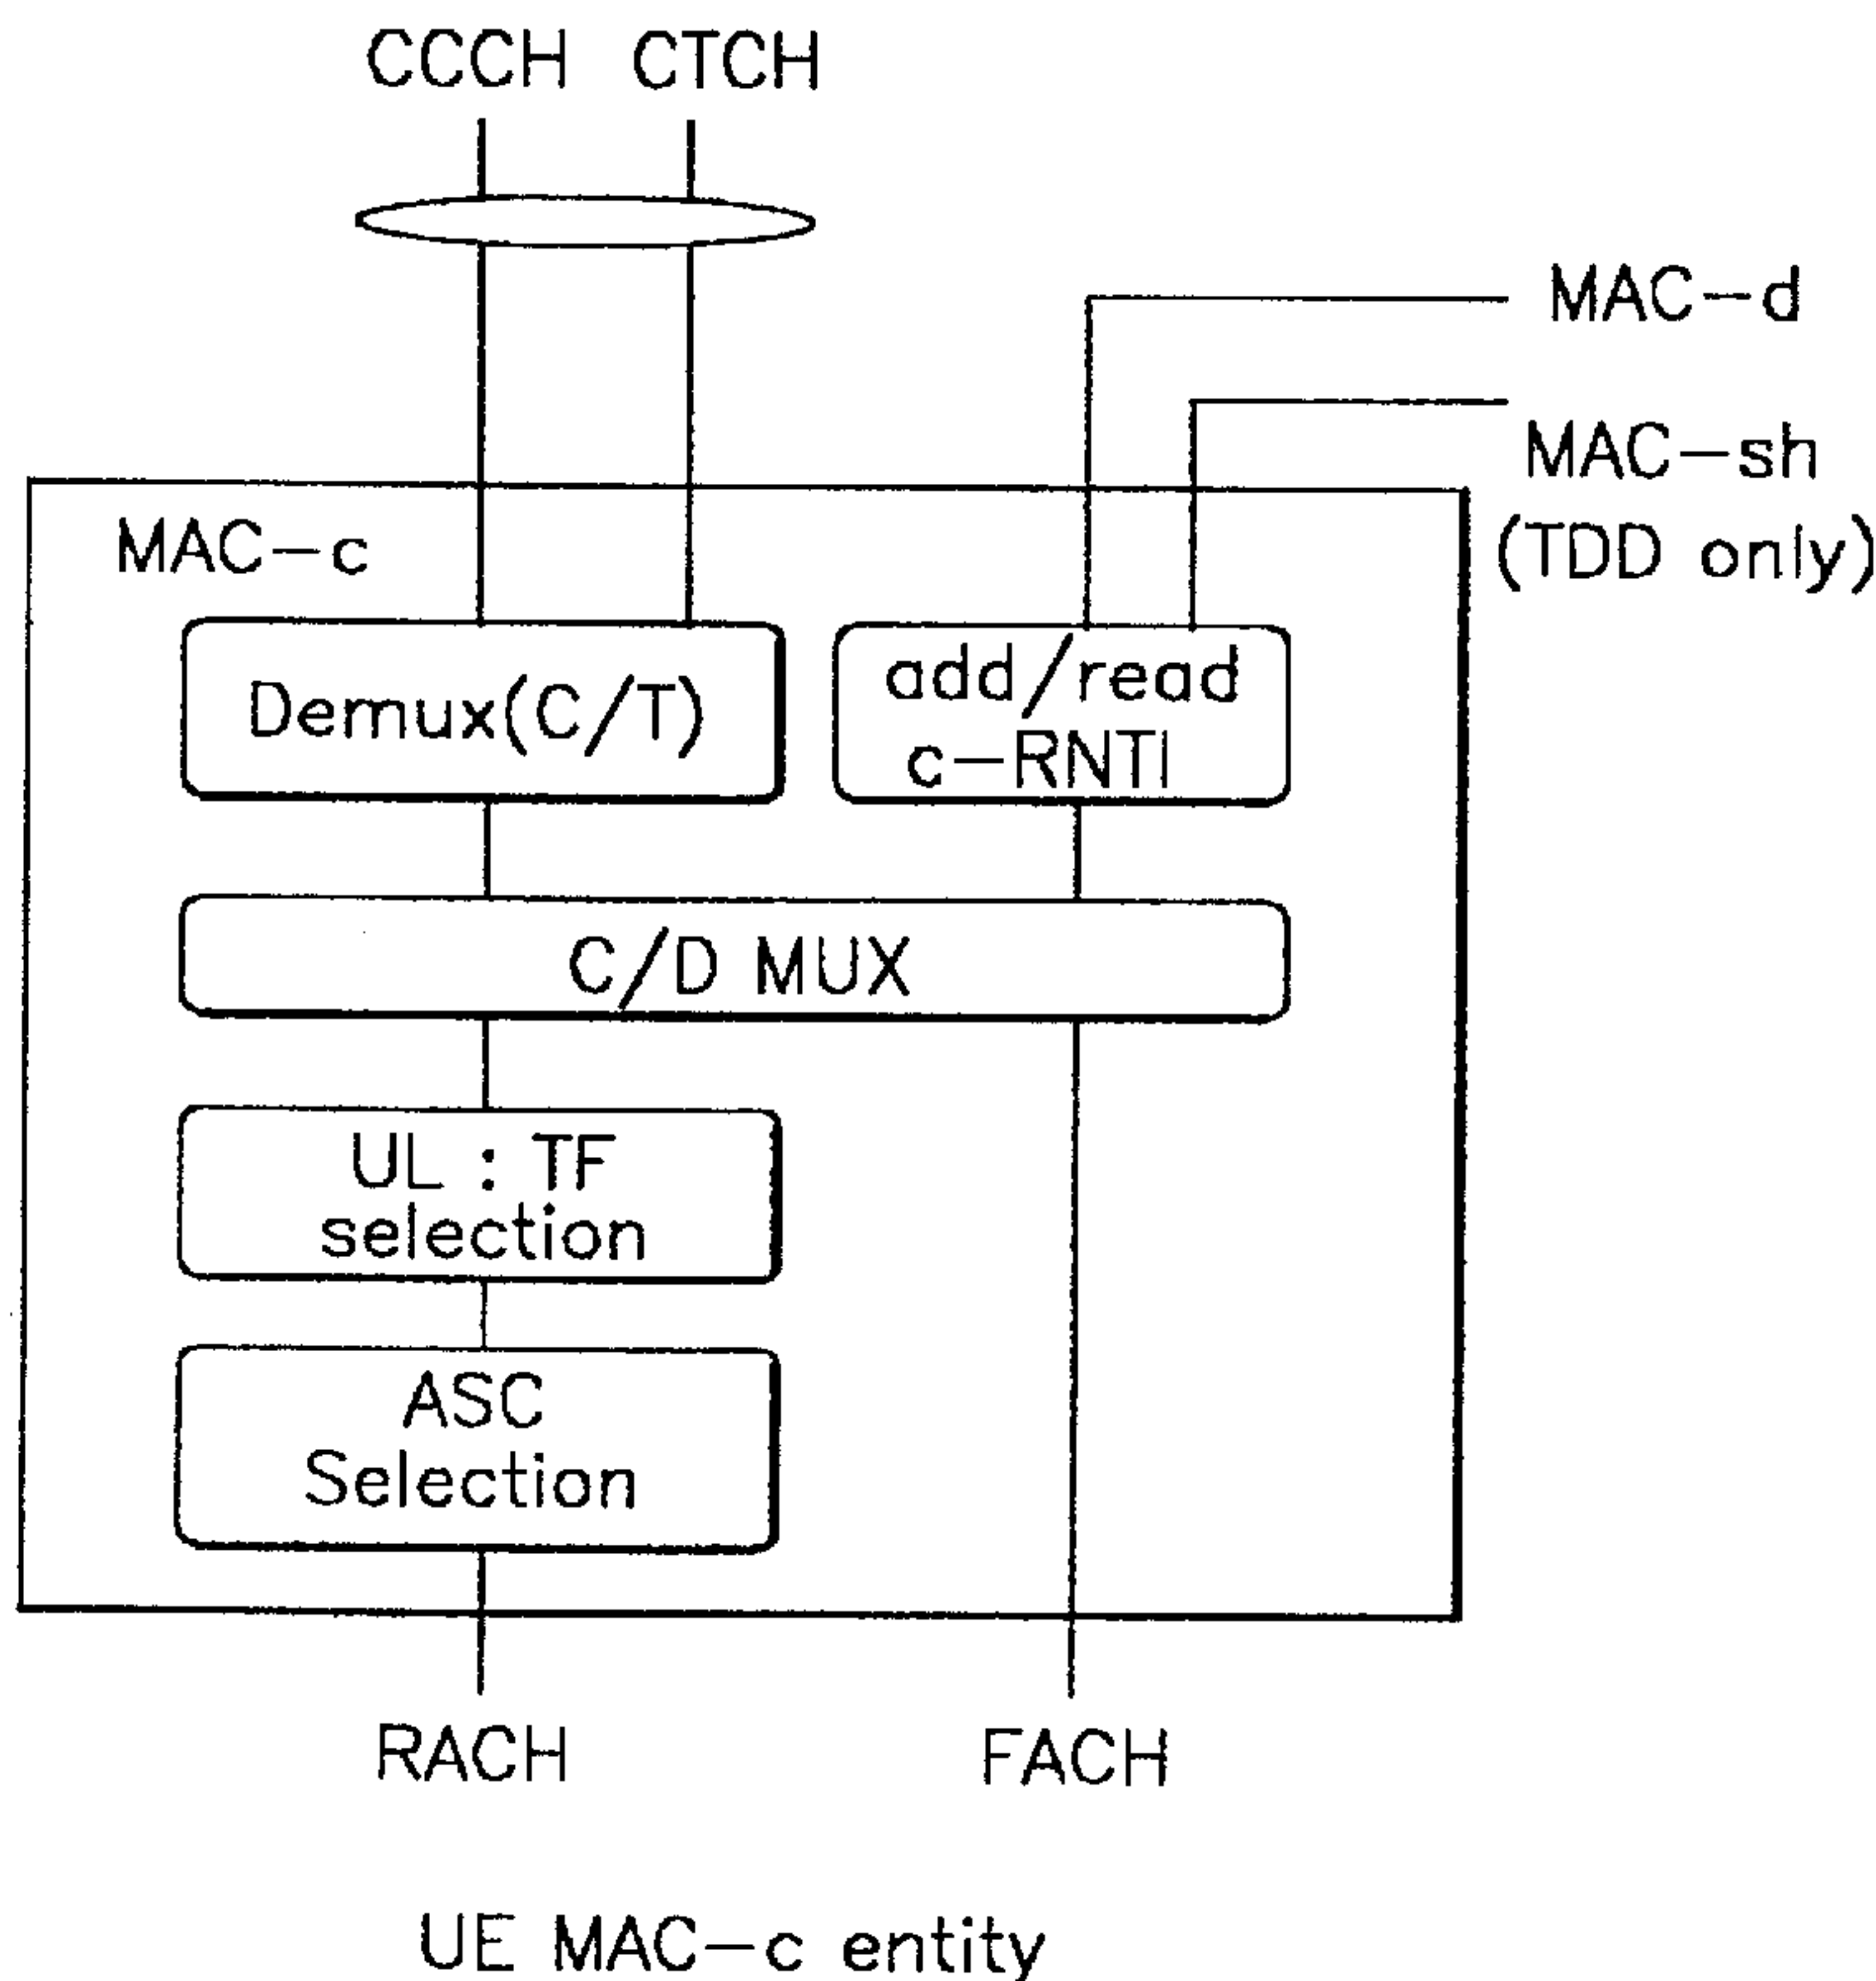 CCCH CTCH
MAC-d
MAC-sh
(TDD only)
MAC-c
Demux(C/T)
add/read
c-RNTI
C/D MUX
UL : TF
selection
ASC
Selection
RACH
FACH
UE MAC-c entity